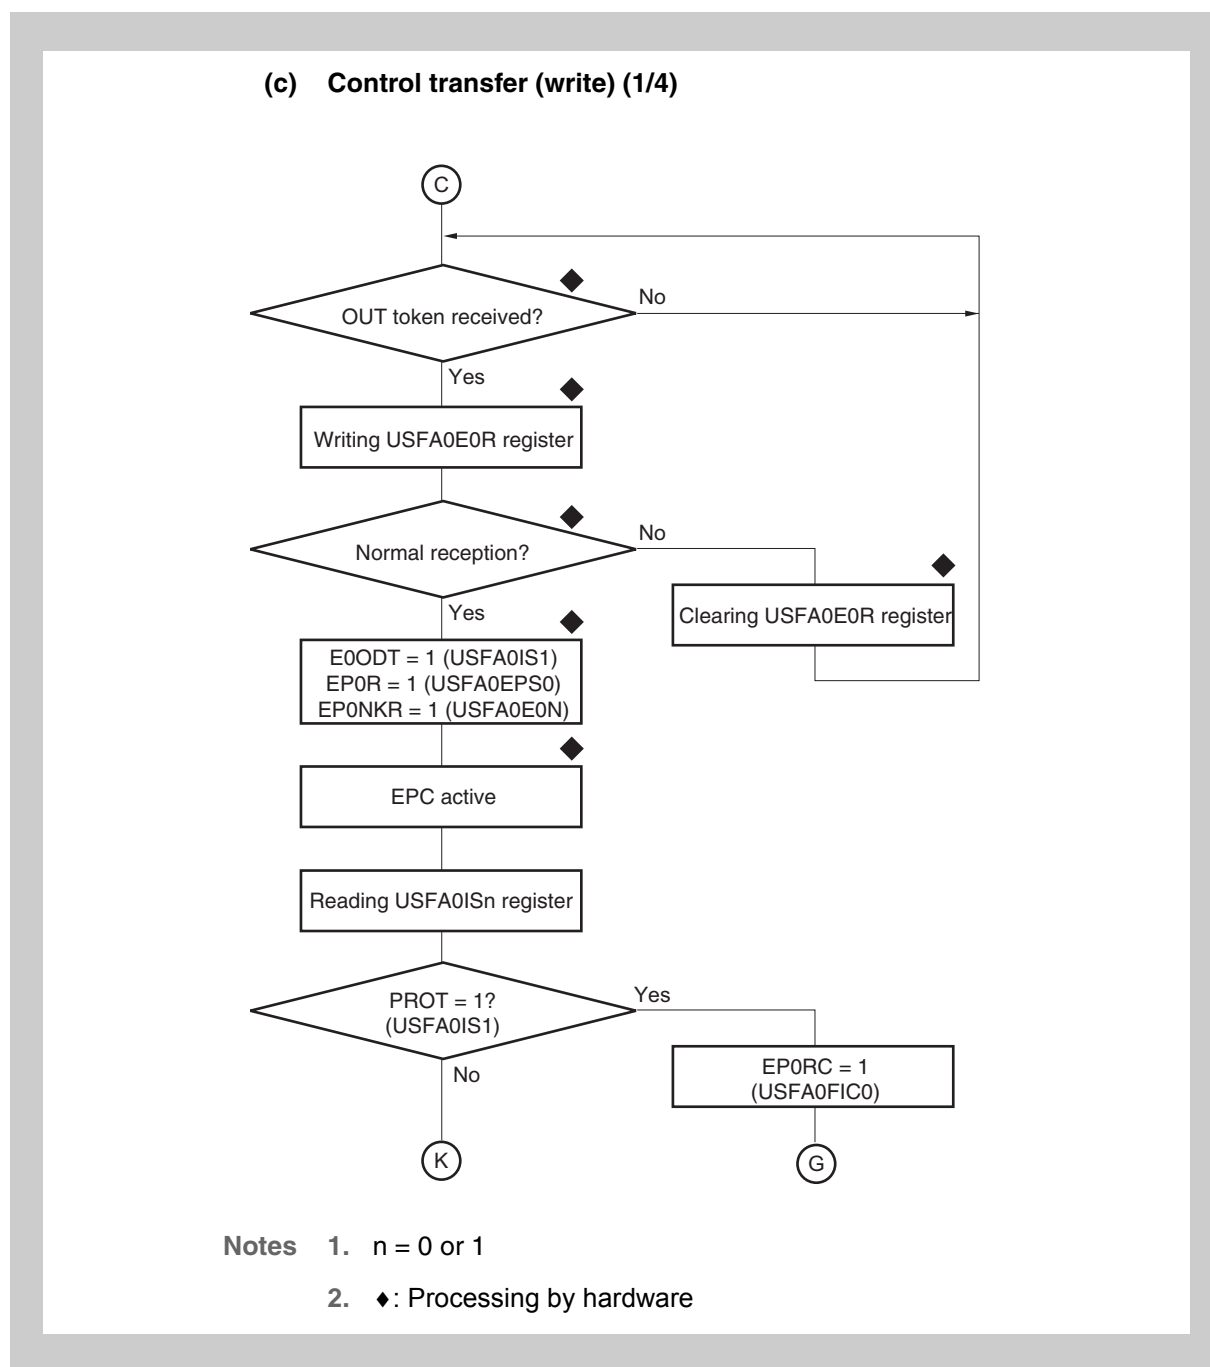 (c) Control transfer (write) (1/4)
C
OUT token received?
No
Yes
Writing USFA0E0R register
Normal reception?
No
Yes
Clearing USFA0E0R register
E0ODT = 1 (USFA0IS1)
EP0R = 1 (USFA0EPS0)
EP0NKR = 1 (USFA0E0N)
EPC active
Reading USFA0ISn register
PROT = 1?
(USFA0IS1)
Yes
No
EP0RC = 1
(USFA0FIC0)
K
G
Notes 1. n = 0 or 1
2. ♦: Processing by hardware